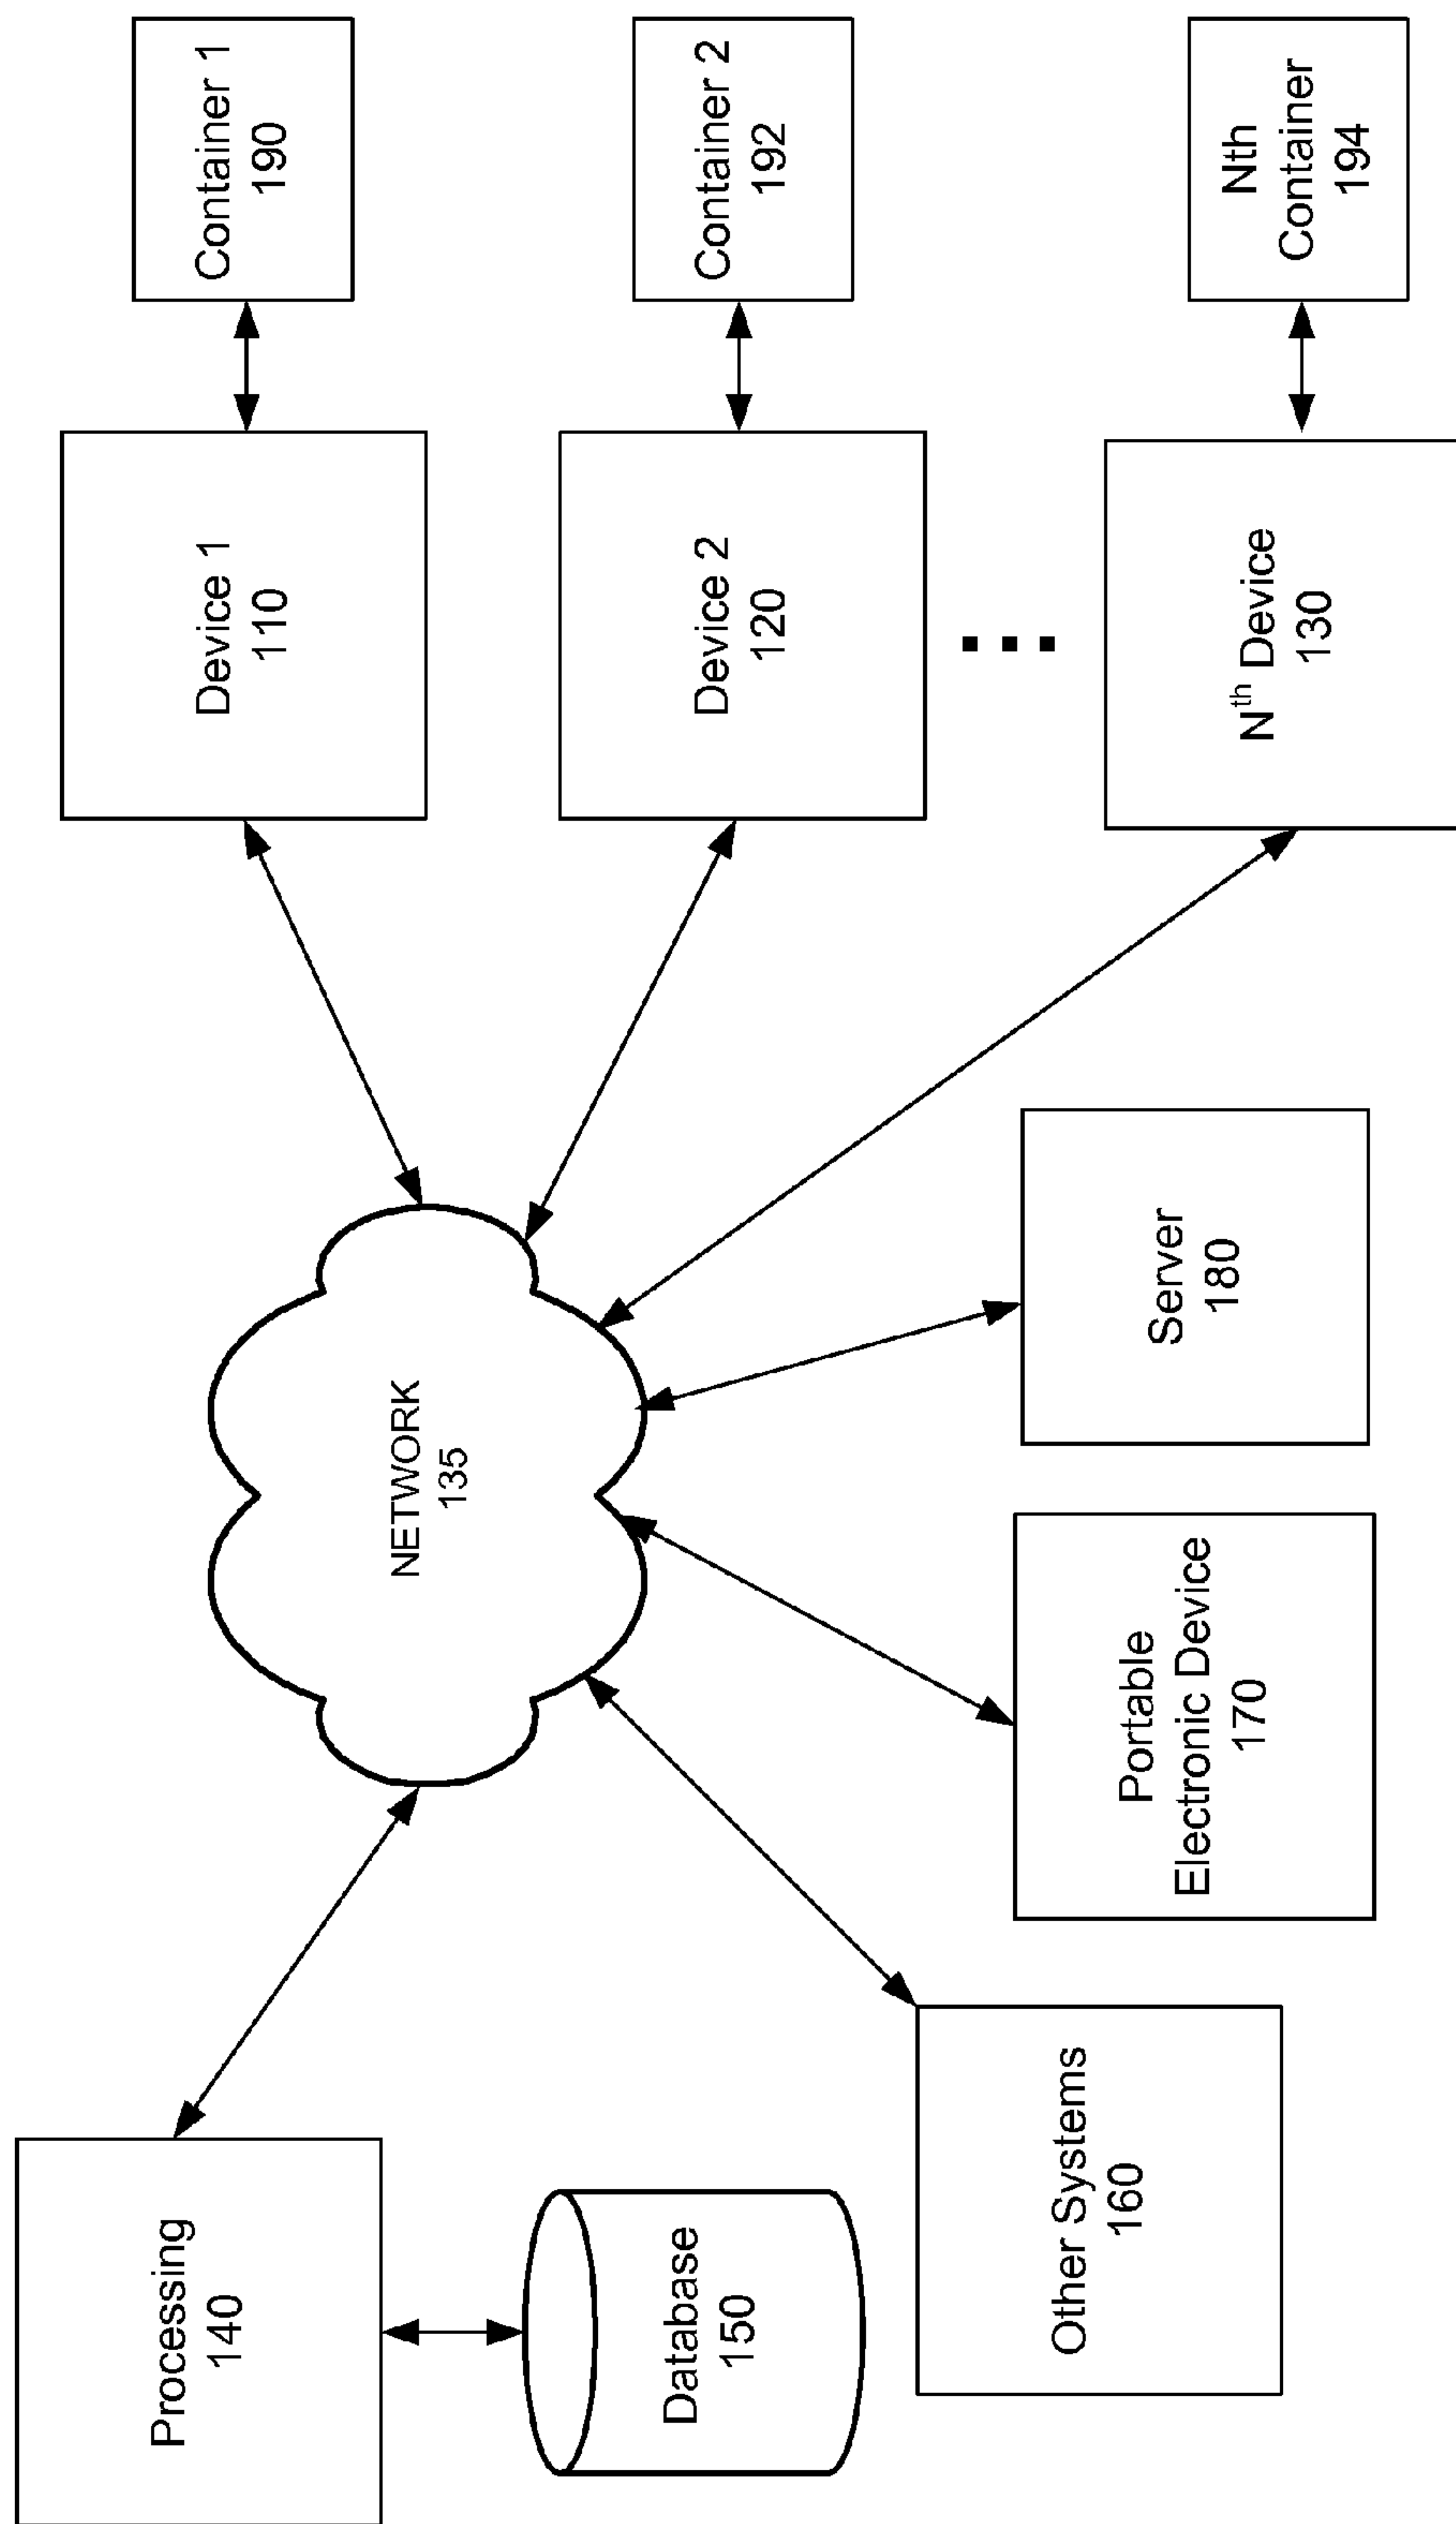 Processing
140
Database
150
Other Systems
160
Portable
Electronic Device
170
Server
180
NETWORK
135
Device 1
110
Device 2
120
Nth Device
130
Container 1
190
Container 2
192
Nth
Container
194